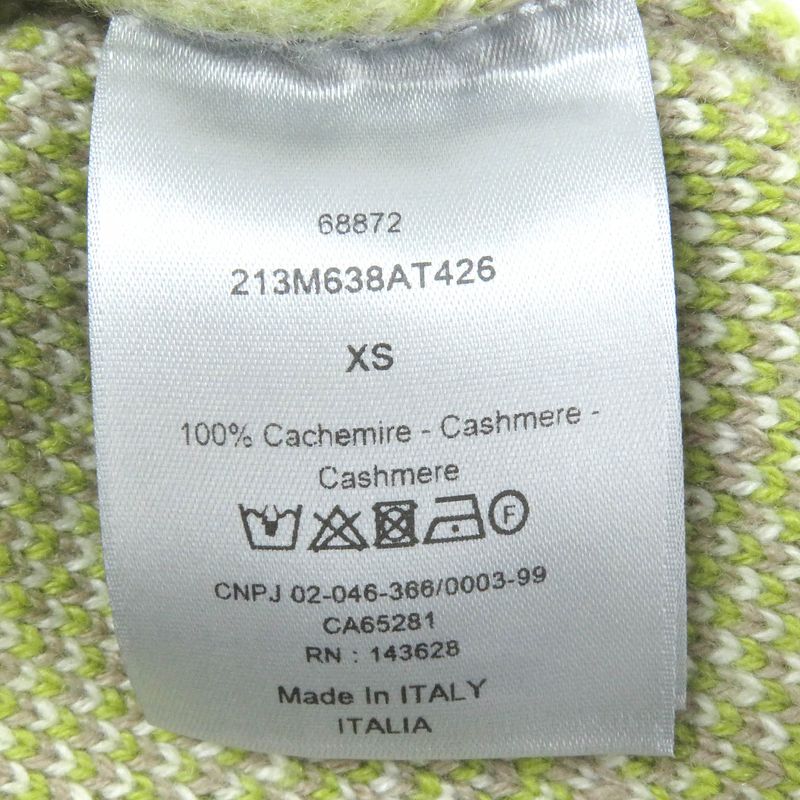 68872
213M638AT426
XS
100% Cachemire - Cashmere -
Cashmere
F
CNPJ 02-046-366/0003-99
CA65281
RN : 143628
Made In ITALY
ITALIA